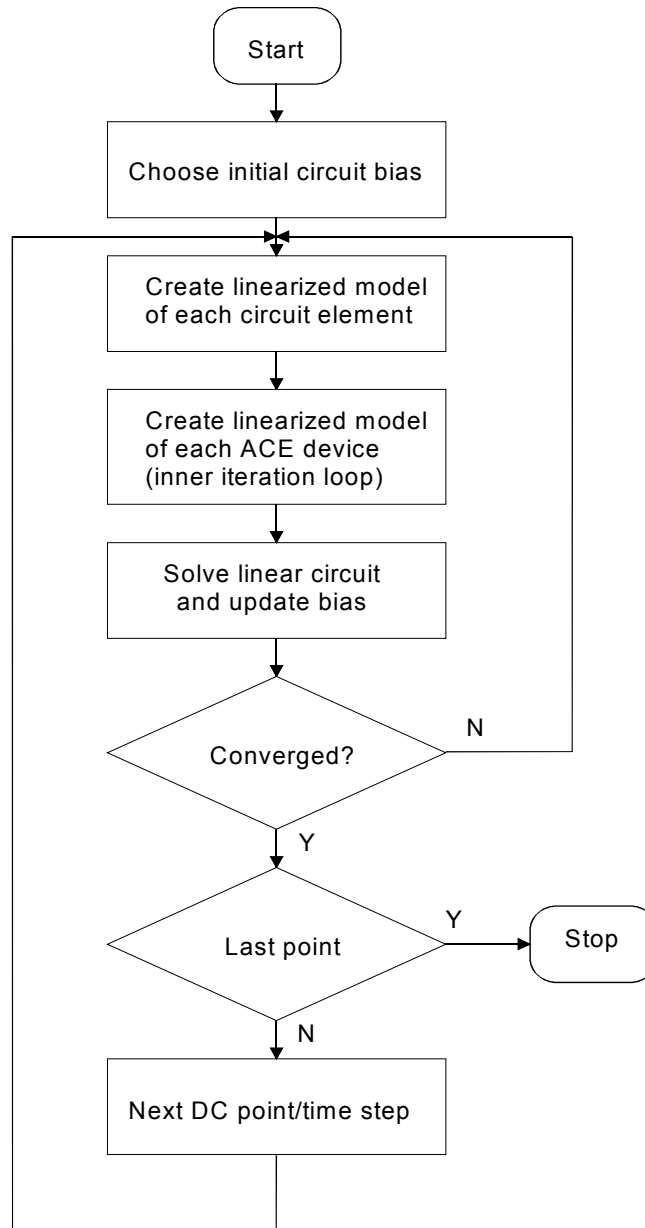 Start
Choose initial circuit bias
Create linearized model
of each circuit element
Create linearized model
of each ACE device
(inner iteration loop)
Solve linear circuit
and update bias
N
Converged?
Y
Y
Last point
Stop
N
Next DC point/time step